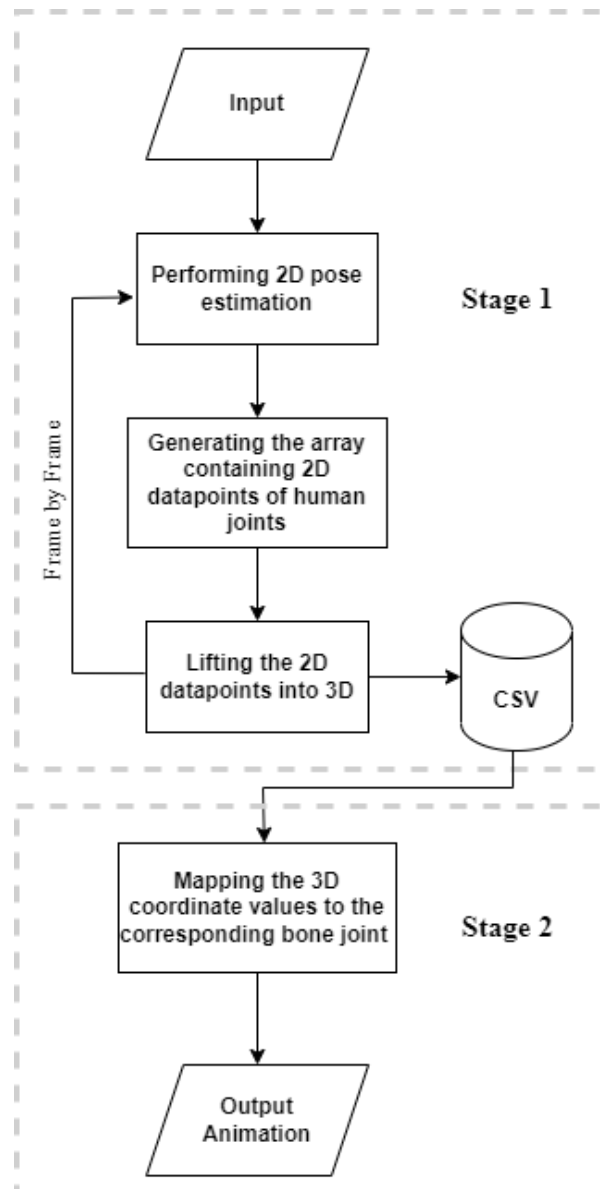 Input
Performing 2D pose
estimation
Stage 1
Frame by Frame
Generating the array
containing 2D
datapoints of human
joints
Lifting the 2D
datapoints into 3D
CSV
Mapping the 3D
coordinate values to the
corresponding bone joint
Stage 2
Output
Animation